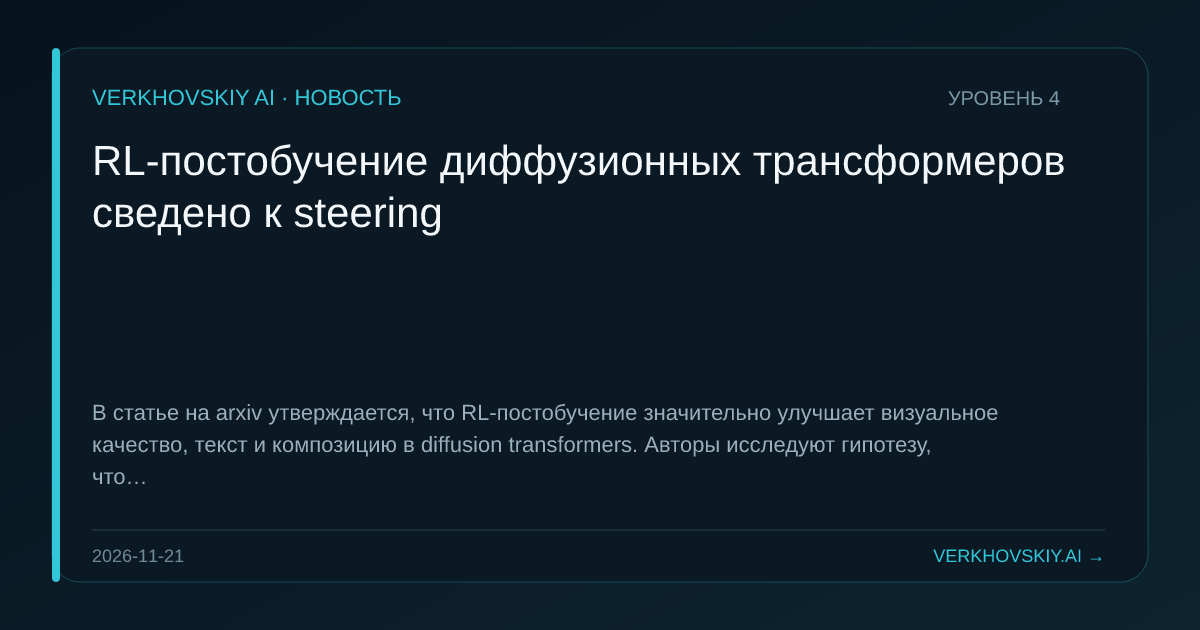 VERKHOVSKIY AI · НОВОСТЬ
УРОВЕНЬ 4
RL-постобучение диффузионных трансформеров
сведено к steering
В статье на arxiv утверждается, что RL-постобучение значительно улучшает визуальное
качество, текст и композицию в diffusion transformers. Авторы исследуют гипотезу,
что…
2026-11-21
VERKHOVSKIY.AI →